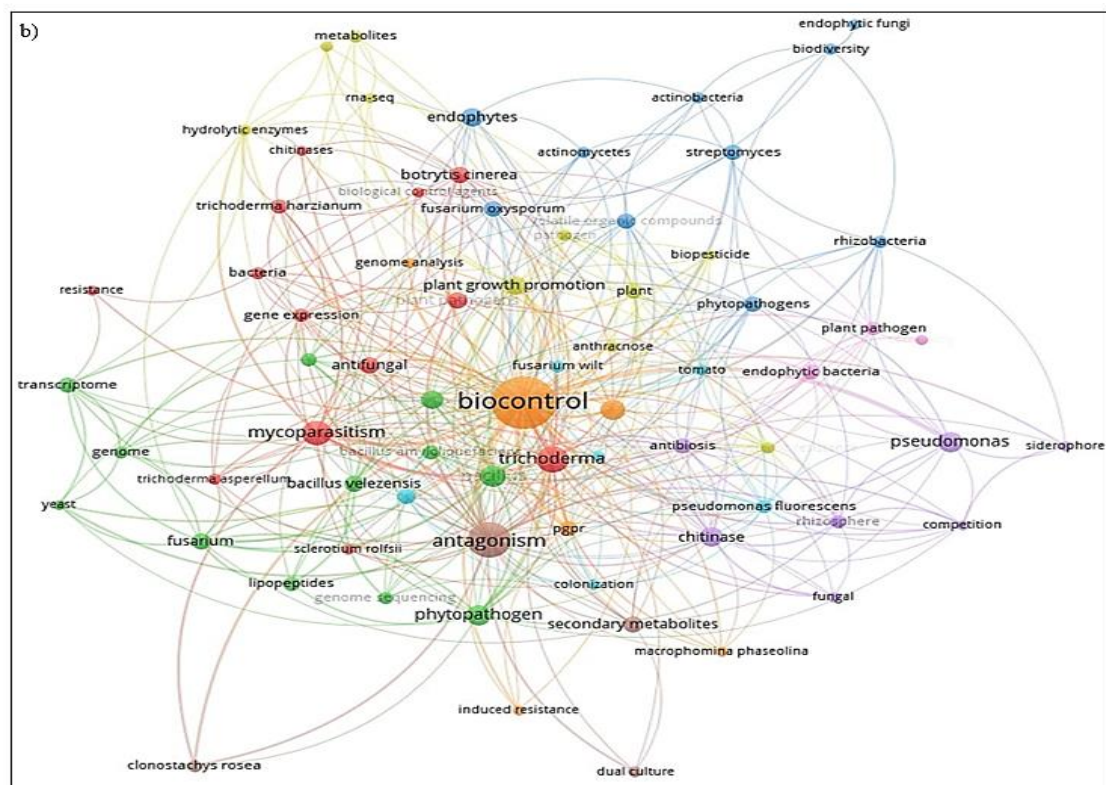 b)
endophytic fungi
metabolites
biodiversity
rna-seq
actinobacteria
endophytes
hydrolytic enzymes
chitinases
actinomycetes
streptomyces
botrytis cinerea
biological control agents
trichoderma harzianum
fusarium oxysporum
volatile organic compounds
pathogen
rhizobacteria
biopesticide
genome analysis
bacteria
plant growth promotion
plant
resistance
plant pathogens
phytopathogens
gene expression
plant pathogen
anthracnose
antifungal
fusarium wilt
tomato
endophytic bacteria
transcriptome
biocontrol
mycoparasitism
antibiosis
pseudomonas
siderophore
genome
trichoderma
trichoderma asperellum
bacillus velezensis
bacillus
yeast
pseudomonas fluorescens
rhizosphere
competition
pgpr
chitinase
fusarium
antagonism
sclerotium rolfsii
lipopeptides
colonization
genome sequencing
fungal
phytopathogen
secondary metabolites
macrophomina phaseolina
induced resistance
clonostachys rosea
dual culture